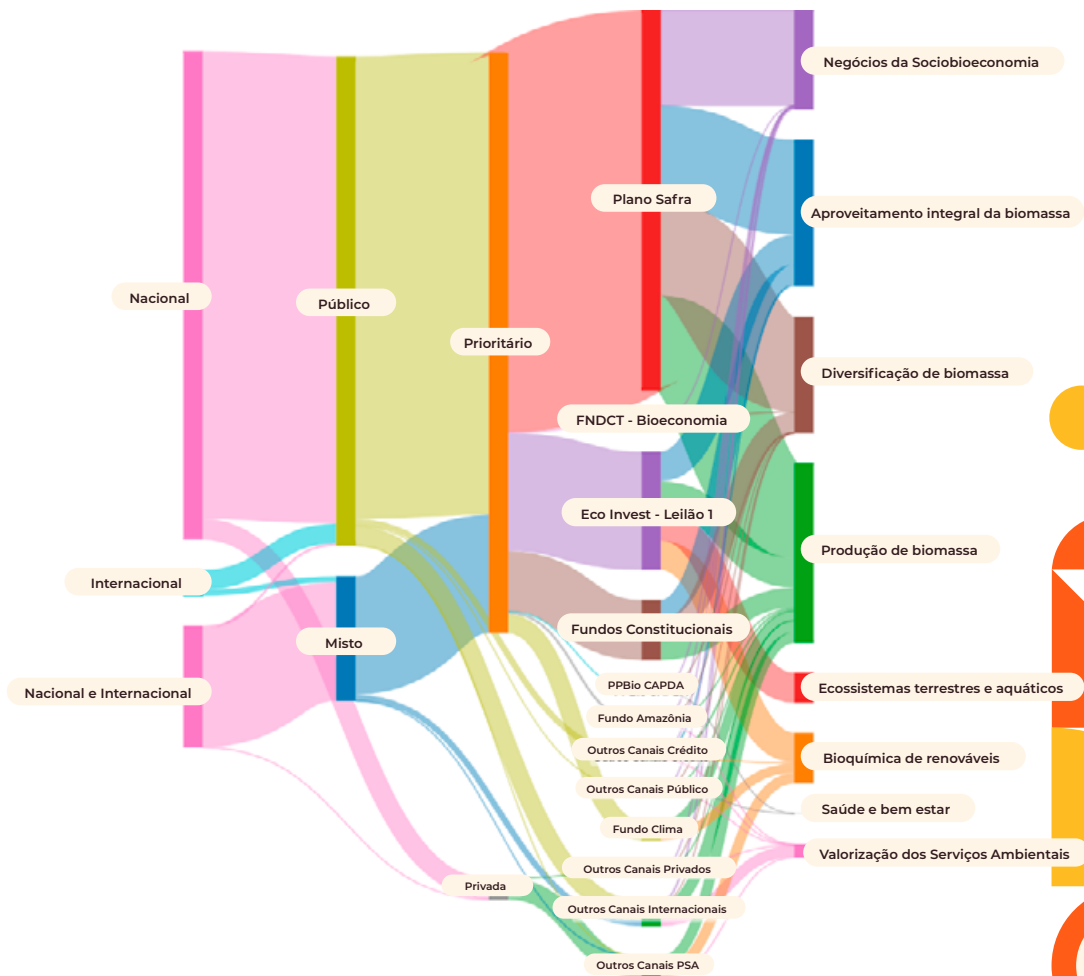 Negócios da Sociobioeconomia
Plano Safra
Aproveitamento integral da biomassa
Nacional
Público
Prioritário
Diversificação de biomassa
FNDCT - Bioeconomia
Eco Invest - Leilão 1
Produção de biomassa
Internacional
Fundos Constitucionais
Misto
Nacional e Internacional
PPBio CAPDA
Ecossistemas terrestres e aquáticos
Fundo Amazônia
Outros Canais Crédito
Bioquímica de renováveis
Outros Canais Público
Saúde e bem estar
Fundo Clima
Valorização dos Serviços Ambientais
Outros Canais Privados
Privada
Outros Canais Internacionais
Outros Canais PSA